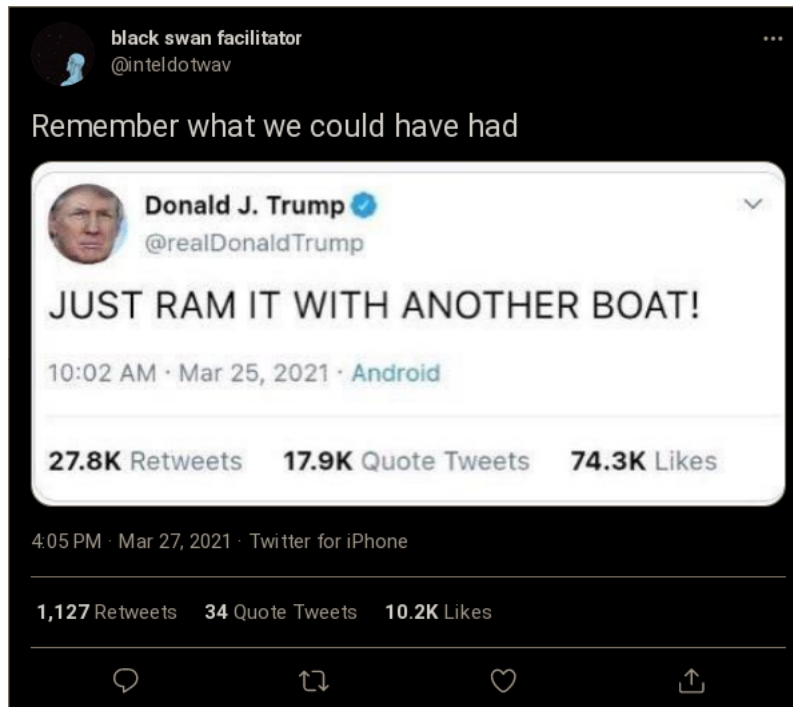 black swan facilitator
@inteldotwav
Remember what we could have had
Donald J. Trump
@realDonaldTrump
JUST RAM IT WITH ANOTHER BOAT!
10:02 AM · Mar 25, 2021 · Android
27.8K Retweets 17.9K Quote Tweets 74.3K Likes
4:05 PM · Mar 27, 2021 · Twitter for iPhone
1,127 Retweets 34 Quote Tweets 10.2K Likes